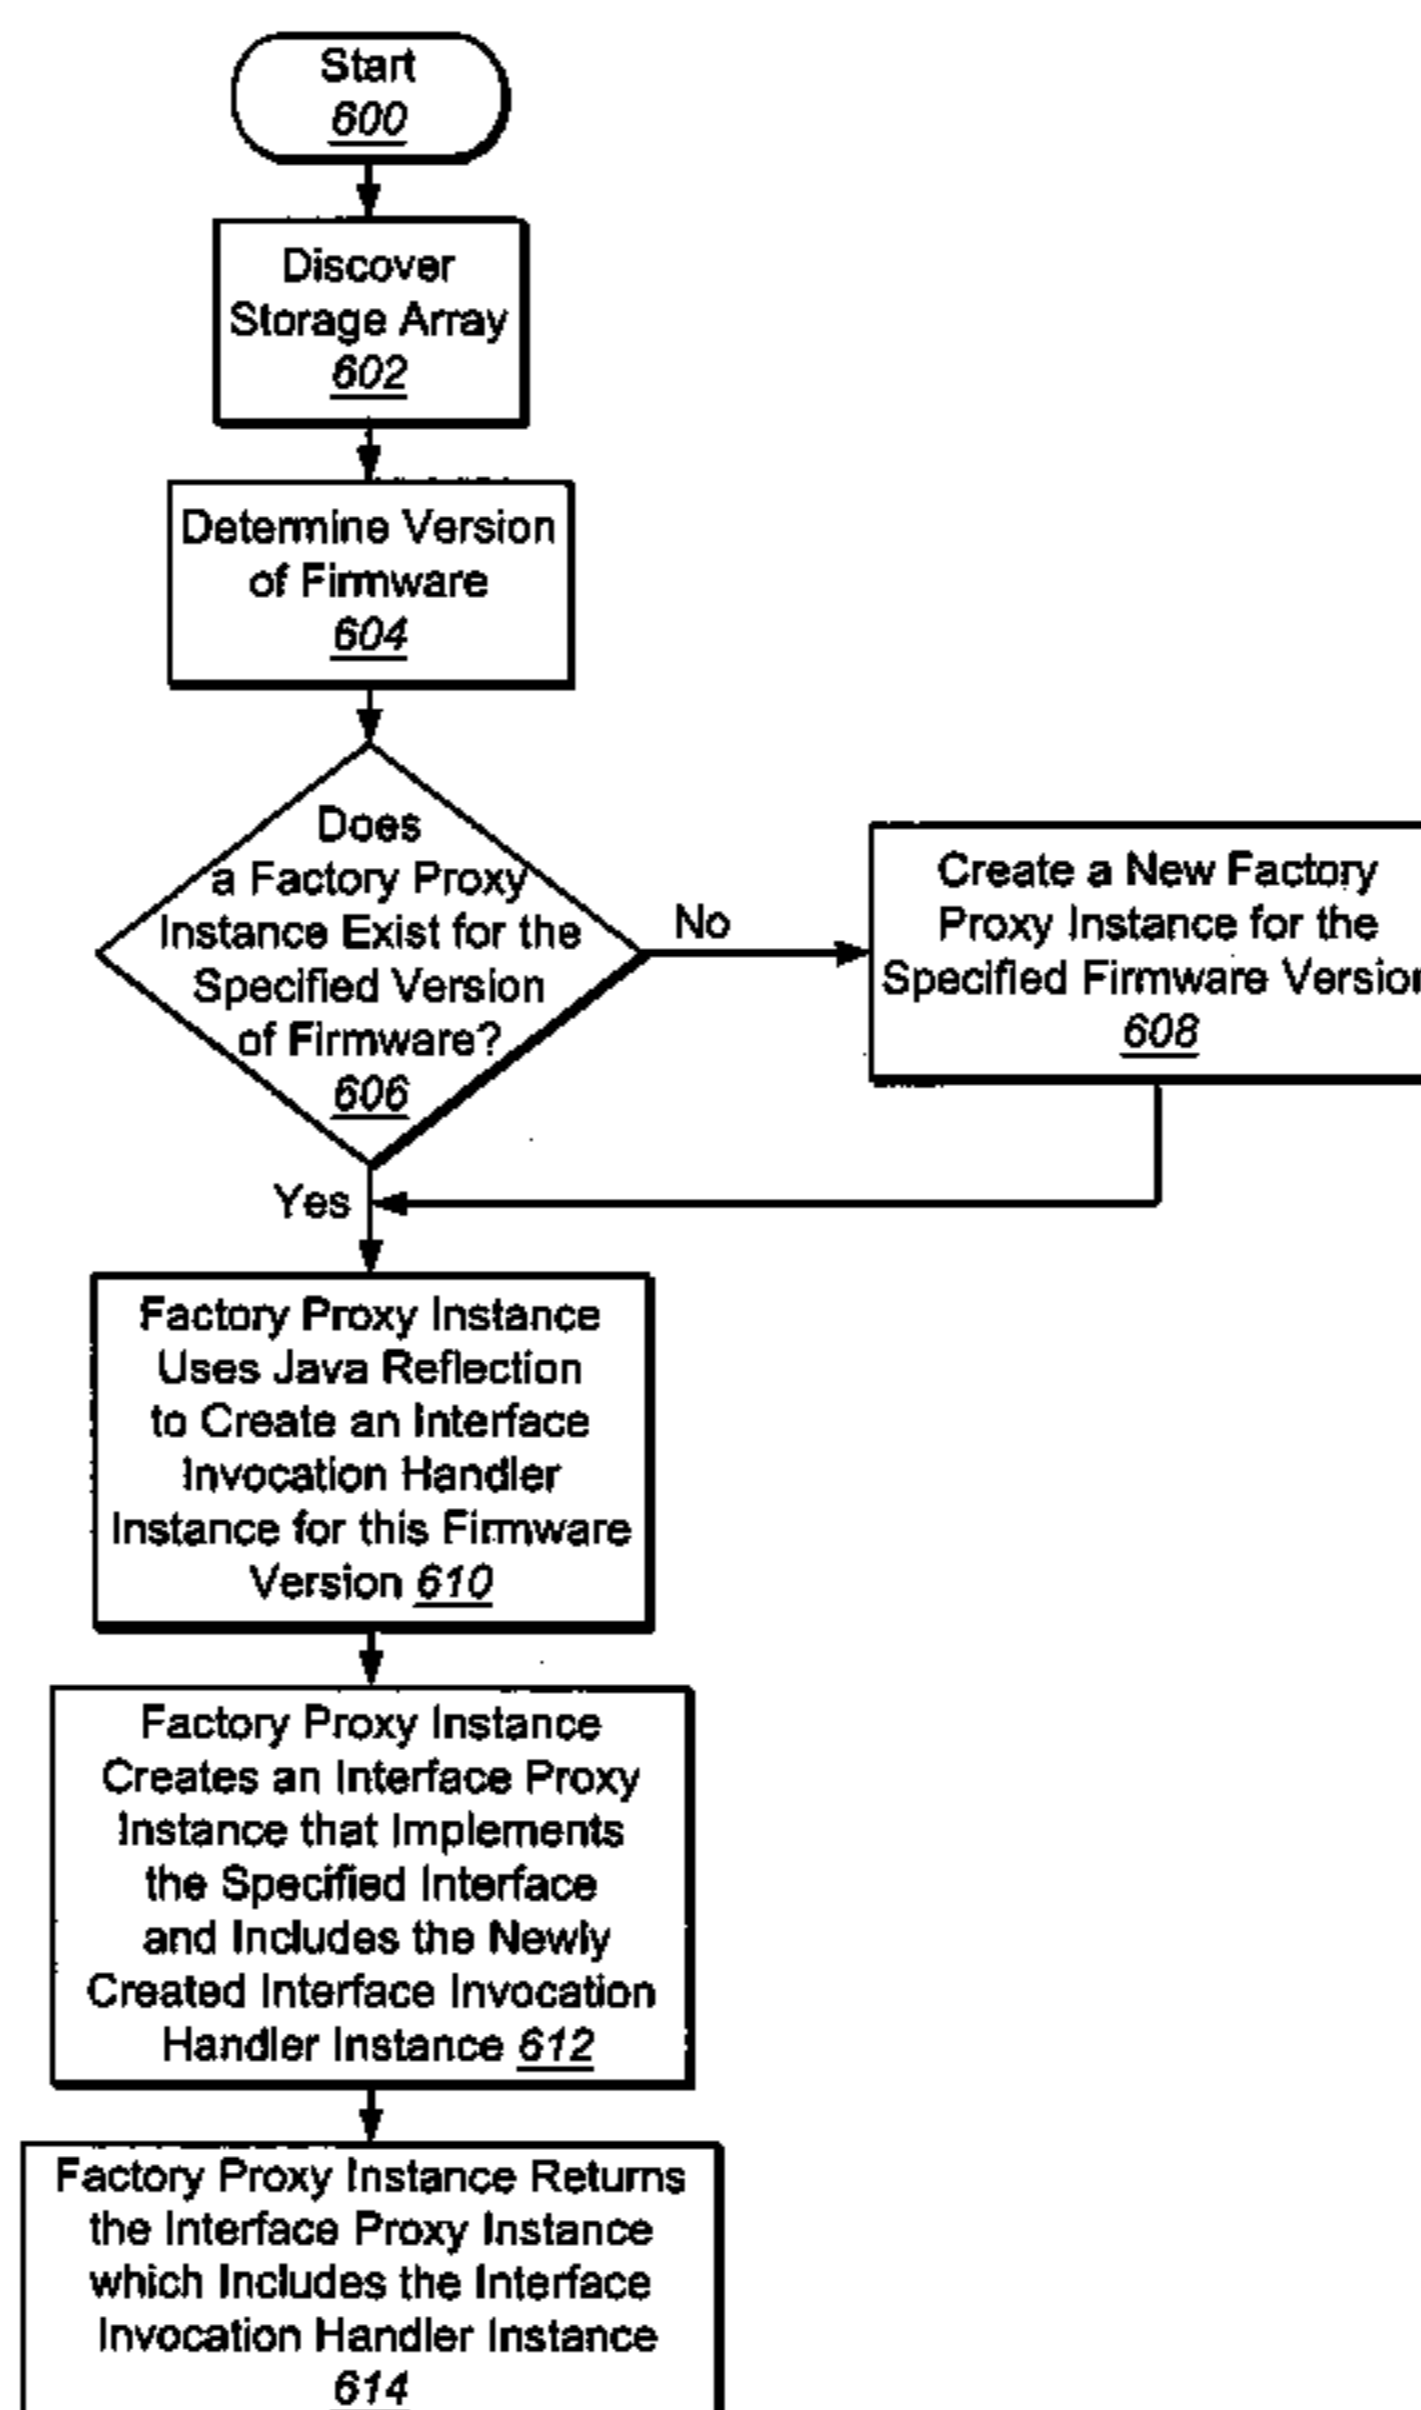 Start
600
Discover
Storage Array
602
Determine Version
of Firmware
604
Does
a Factory Proxy
Instance Exist for the
Specified Version
of Firmware?
606
No
Create a New Factory
Proxy Instance for the
Specified Firmware Version
608
Yes
Factory Proxy Instance
Uses Java Reflection
to Create an Interface
Invocation Handler
Instance for this Firmware
Version 610
Factory Proxy Instance
Creates an Interface Proxy
Instance that Implements
the Specified Interface
and Includes the Newly
Created Interface Invocation
Handler Instance 612
Factory Proxy Instance Returns
the Interface Proxy Instance
which Includes the Interface
Invocation Handler Instance
614